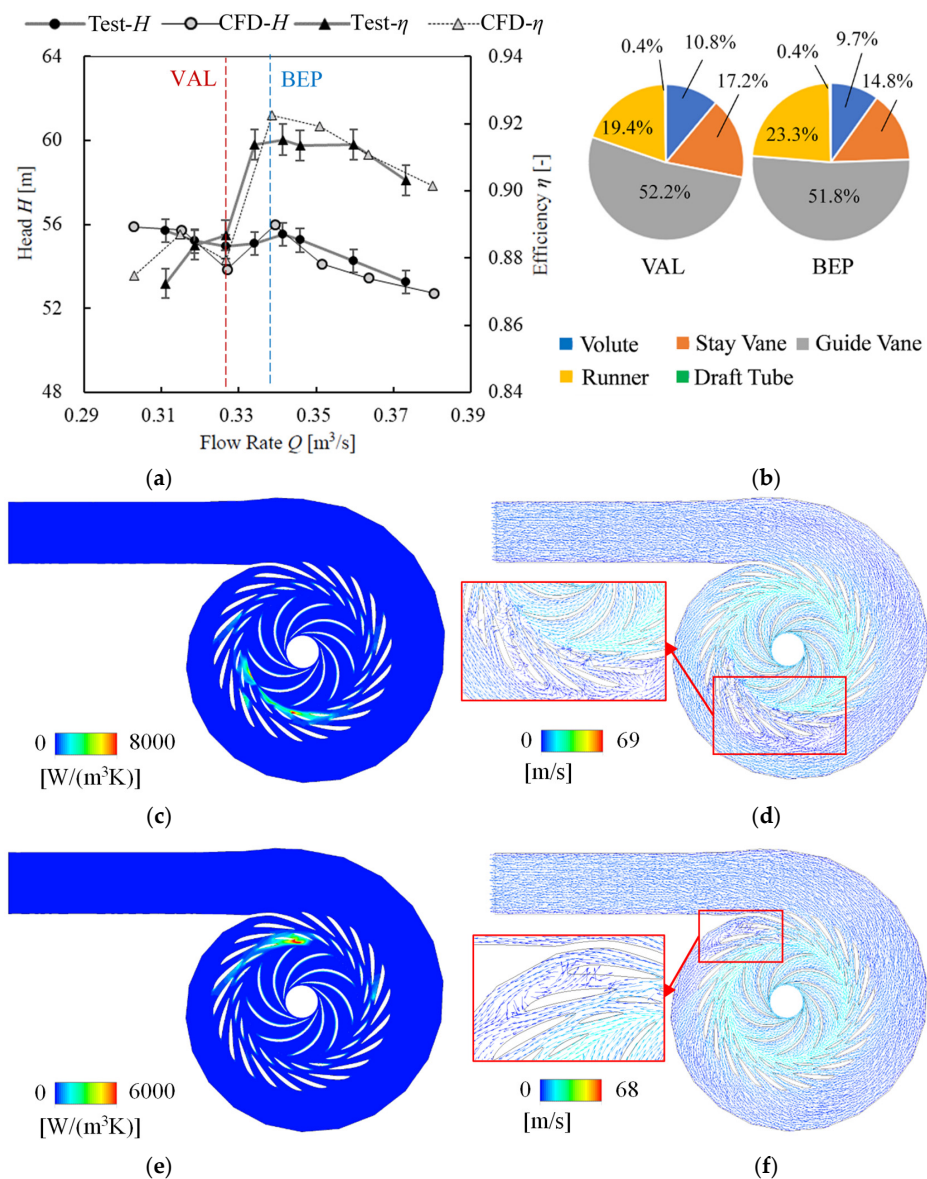 Test-H CFD-H Test-η CFD-η
64
60
56
52
48
Head H [m]
VAL BEP
0.94
0.92
0.90
0.88
0.86
0.84
Efficiency η [-]
0.29 0.31 0.33 0.35 0.37 0.39
Flow Rate Q [m³/s]
(a)
0.4% 10.8% 17.2% 19.4% 52.2%
VAL
0.4% 9.7% 14.8% 23.3% 51.8%
BEP
Volute Stay Vane Guide Vane
Runner Draft Tube
(b)
0 8000
[W/(m³K)]
(c)
0 69
[m/s]
(d)
0 6000
[W/(m³K)]
(e)
0 68
[m/s]
(f)